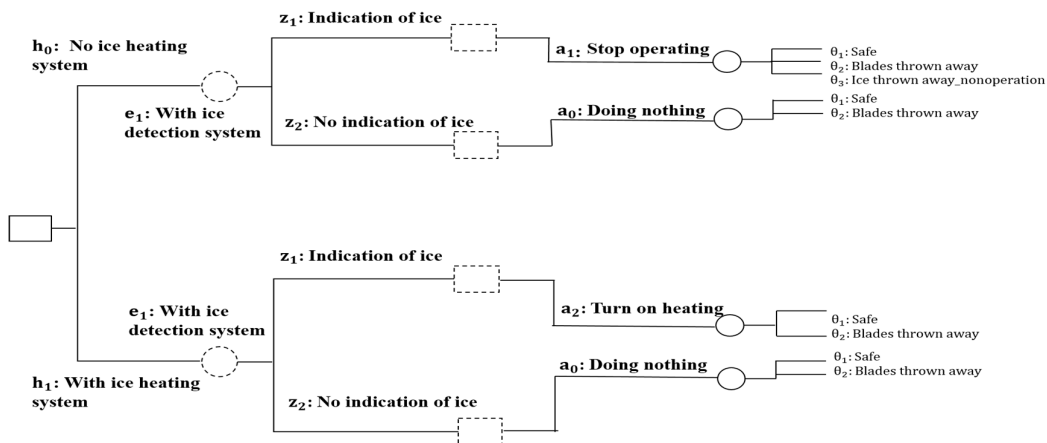 z₁: Indication of ice
h₀: No ice heating
system
a₁: Stop operating
θ₁: Safe
θ₂: Blades thrown away
θ₃: Ice thrown away_nonoperation
e₁: With ice
detection system
z₂: No indication of ice
a₀: Doing nothing
θ₁: Safe
θ₂: Blades thrown away
z₁: Indication of ice
e₁: With ice
detection system
a₂: Turn on heating
θ₁: Safe
θ₂: Blades thrown away
h₁: With ice heating
system
z₂: No indication of ice
a₀: Doing nothing
θ₁: Safe
θ₂: Blades thrown away